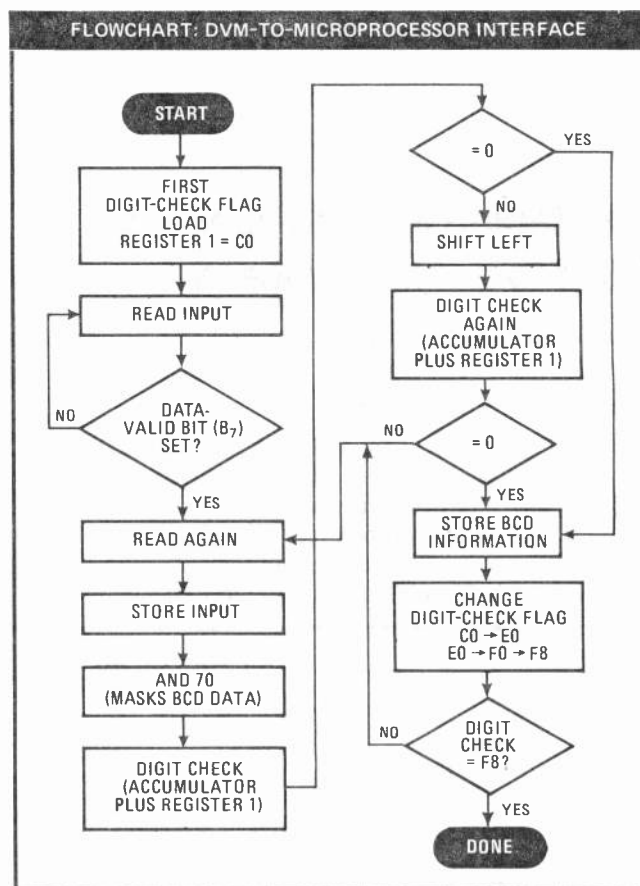 FLOWCHART: DVM-TO-MICROPROCESSOR INTERFACE
START
FIRST
DIGIT-CHECK FLAG
LOAD
REGISTER 1 = C0
READ INPUT
DATA-
VALID BIT (B₇)
SET?
NO
YES
READ AGAIN
STORE INPUT
AND 70
(MASKS BCD DATA)
DIGIT CHECK
(ACCUMULATOR
PLUS REGISTER 1)
= 0
YES
NO
SHIFT LEFT
DIGIT CHECK
AGAIN
(ACCUMULATOR
PLUS REGISTER 1)
NO
= 0
YES
STORE BCD
INFORMATION
CHANGE
DIGIT-CHECK FLAG
C0 → E0
E0 → F0 → F8
NO
DIGIT
CHECK
= F8?
YES
DONE